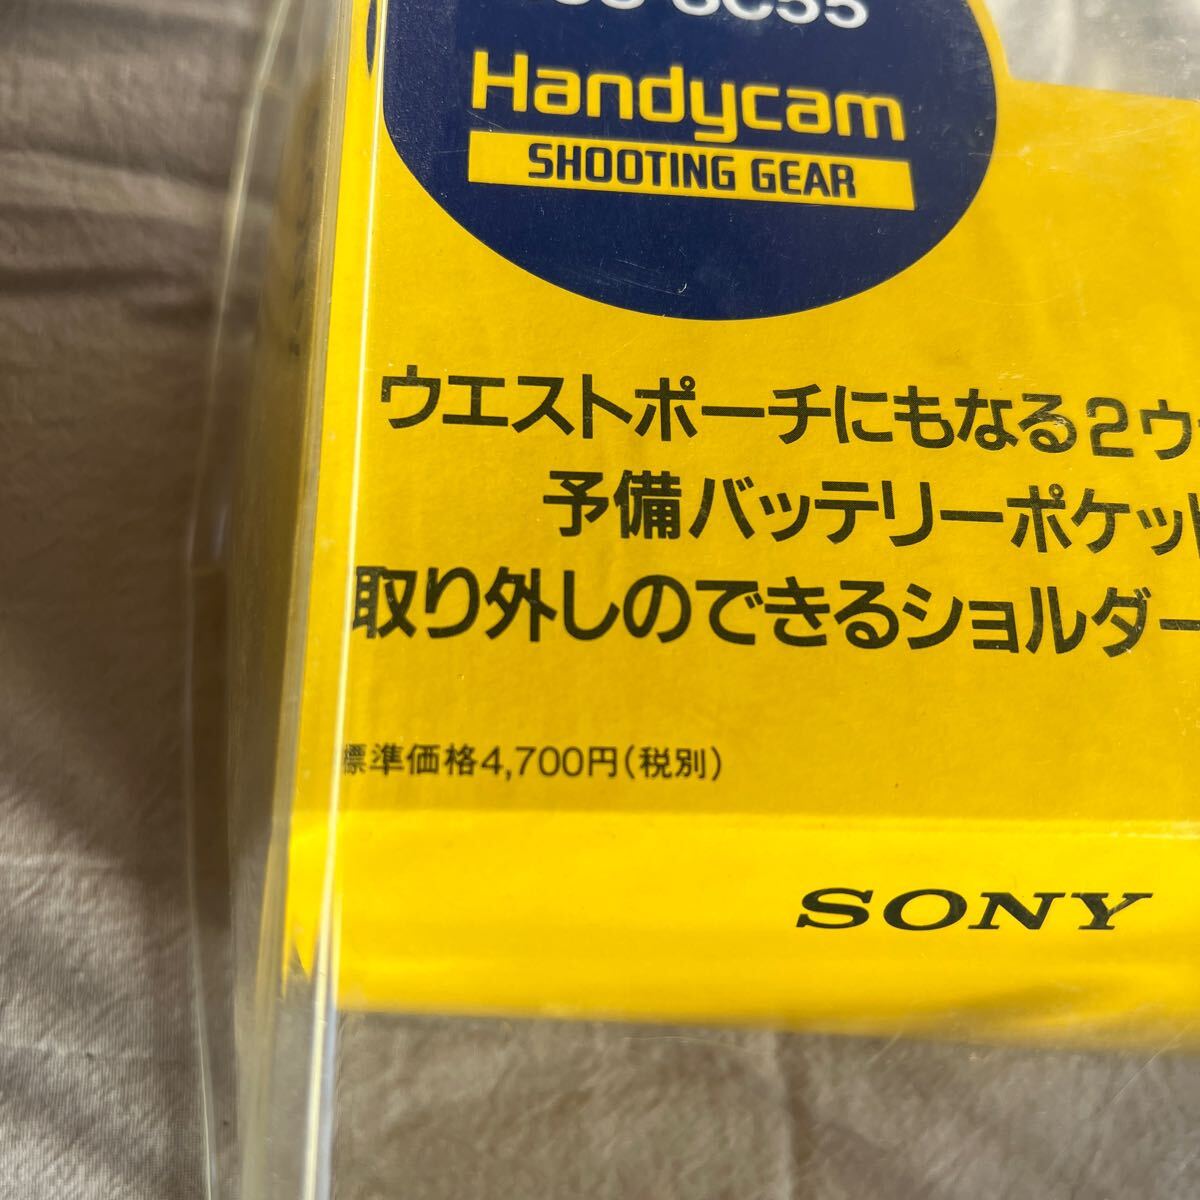 Handycam
SHOOTING GEAR
ウエストポーチにもなる2ウ
予備バッテリーポケット
取り外しのできるショルダー
標準価格4,700円(税別)
SONY